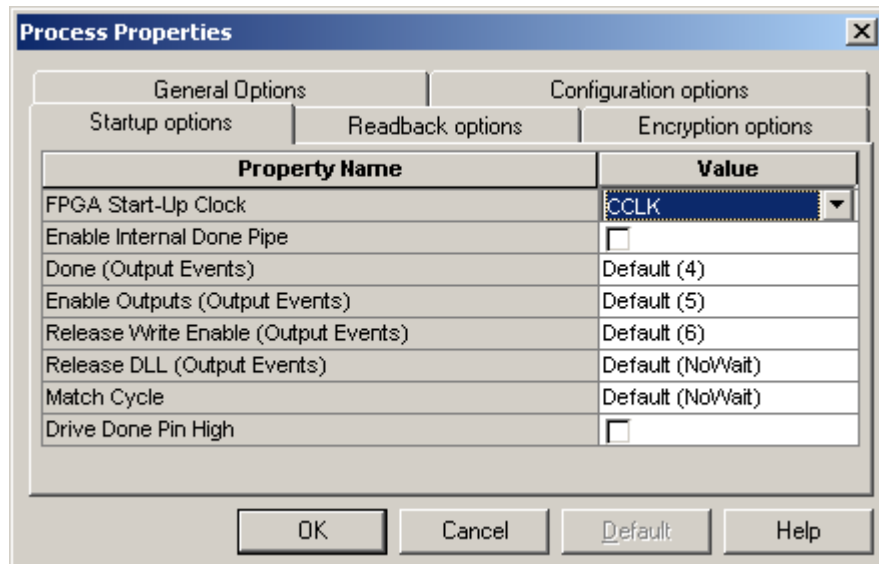 Process Properties
General Options Configuration options
Startup options Readback options Encryption options
Property Name Value
FPGA Start-Up Clock CCLK
Enable Internal Done Pipe
Done (Output Events) Default (4)
Enable Outputs (Output Events) Default (5)
Release Write Enable (Output Events) Default (6)
Release DLL (Output Events) Default (NoWait)
Match Cycle Default (NoWait)
Drive Done Pin High
OK Cancel Default Help